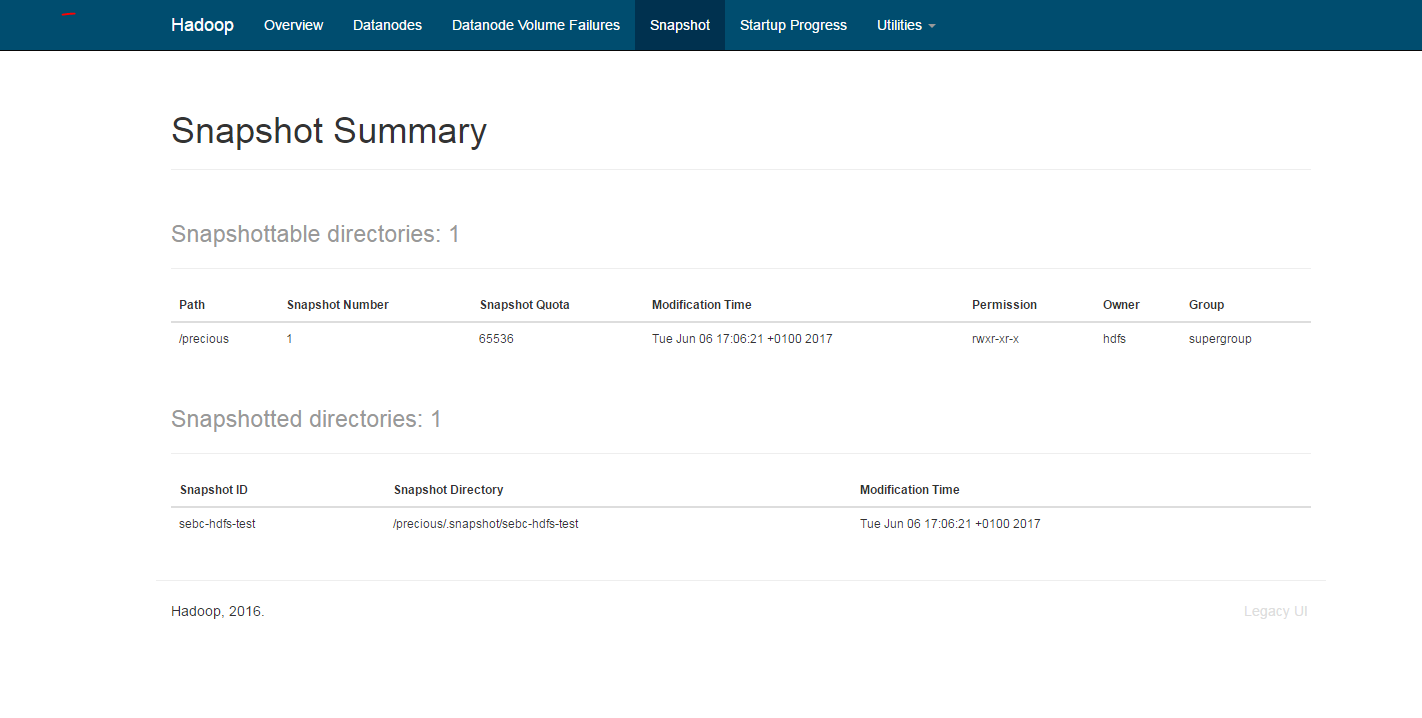 Hadoop Overview Datanodes Datanode Volume Failures Snapshot Startup Progress Utilities
Snapshot Summary
Snapshottable directories: 1
Path Snapshot Number Snapshot Quota Modification Time Permission Owner Group
/precious 1 65536 Tue Jun 06 17:06:21 +0100 2017 rwxr-xr-x hdfs supergroup
Snapshotted directories: 1
Snapshot ID Snapshot Directory Modification Time
sebc-hdfs-test /precious/.snapshot/sebc-hdfs-test Tue Jun 06 17:06:21 +0100 2017
Hadoop, 2016. Legacy UI